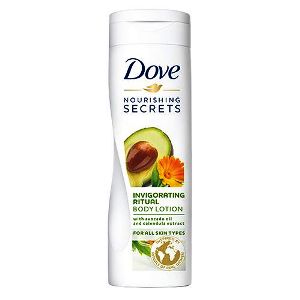 Dove
NOURISHING
SECRETS
INVIGORATING
RITUAL
BODY LOTION
with avocado oil
and calendula extract
FOR ALL SKIN TYPES